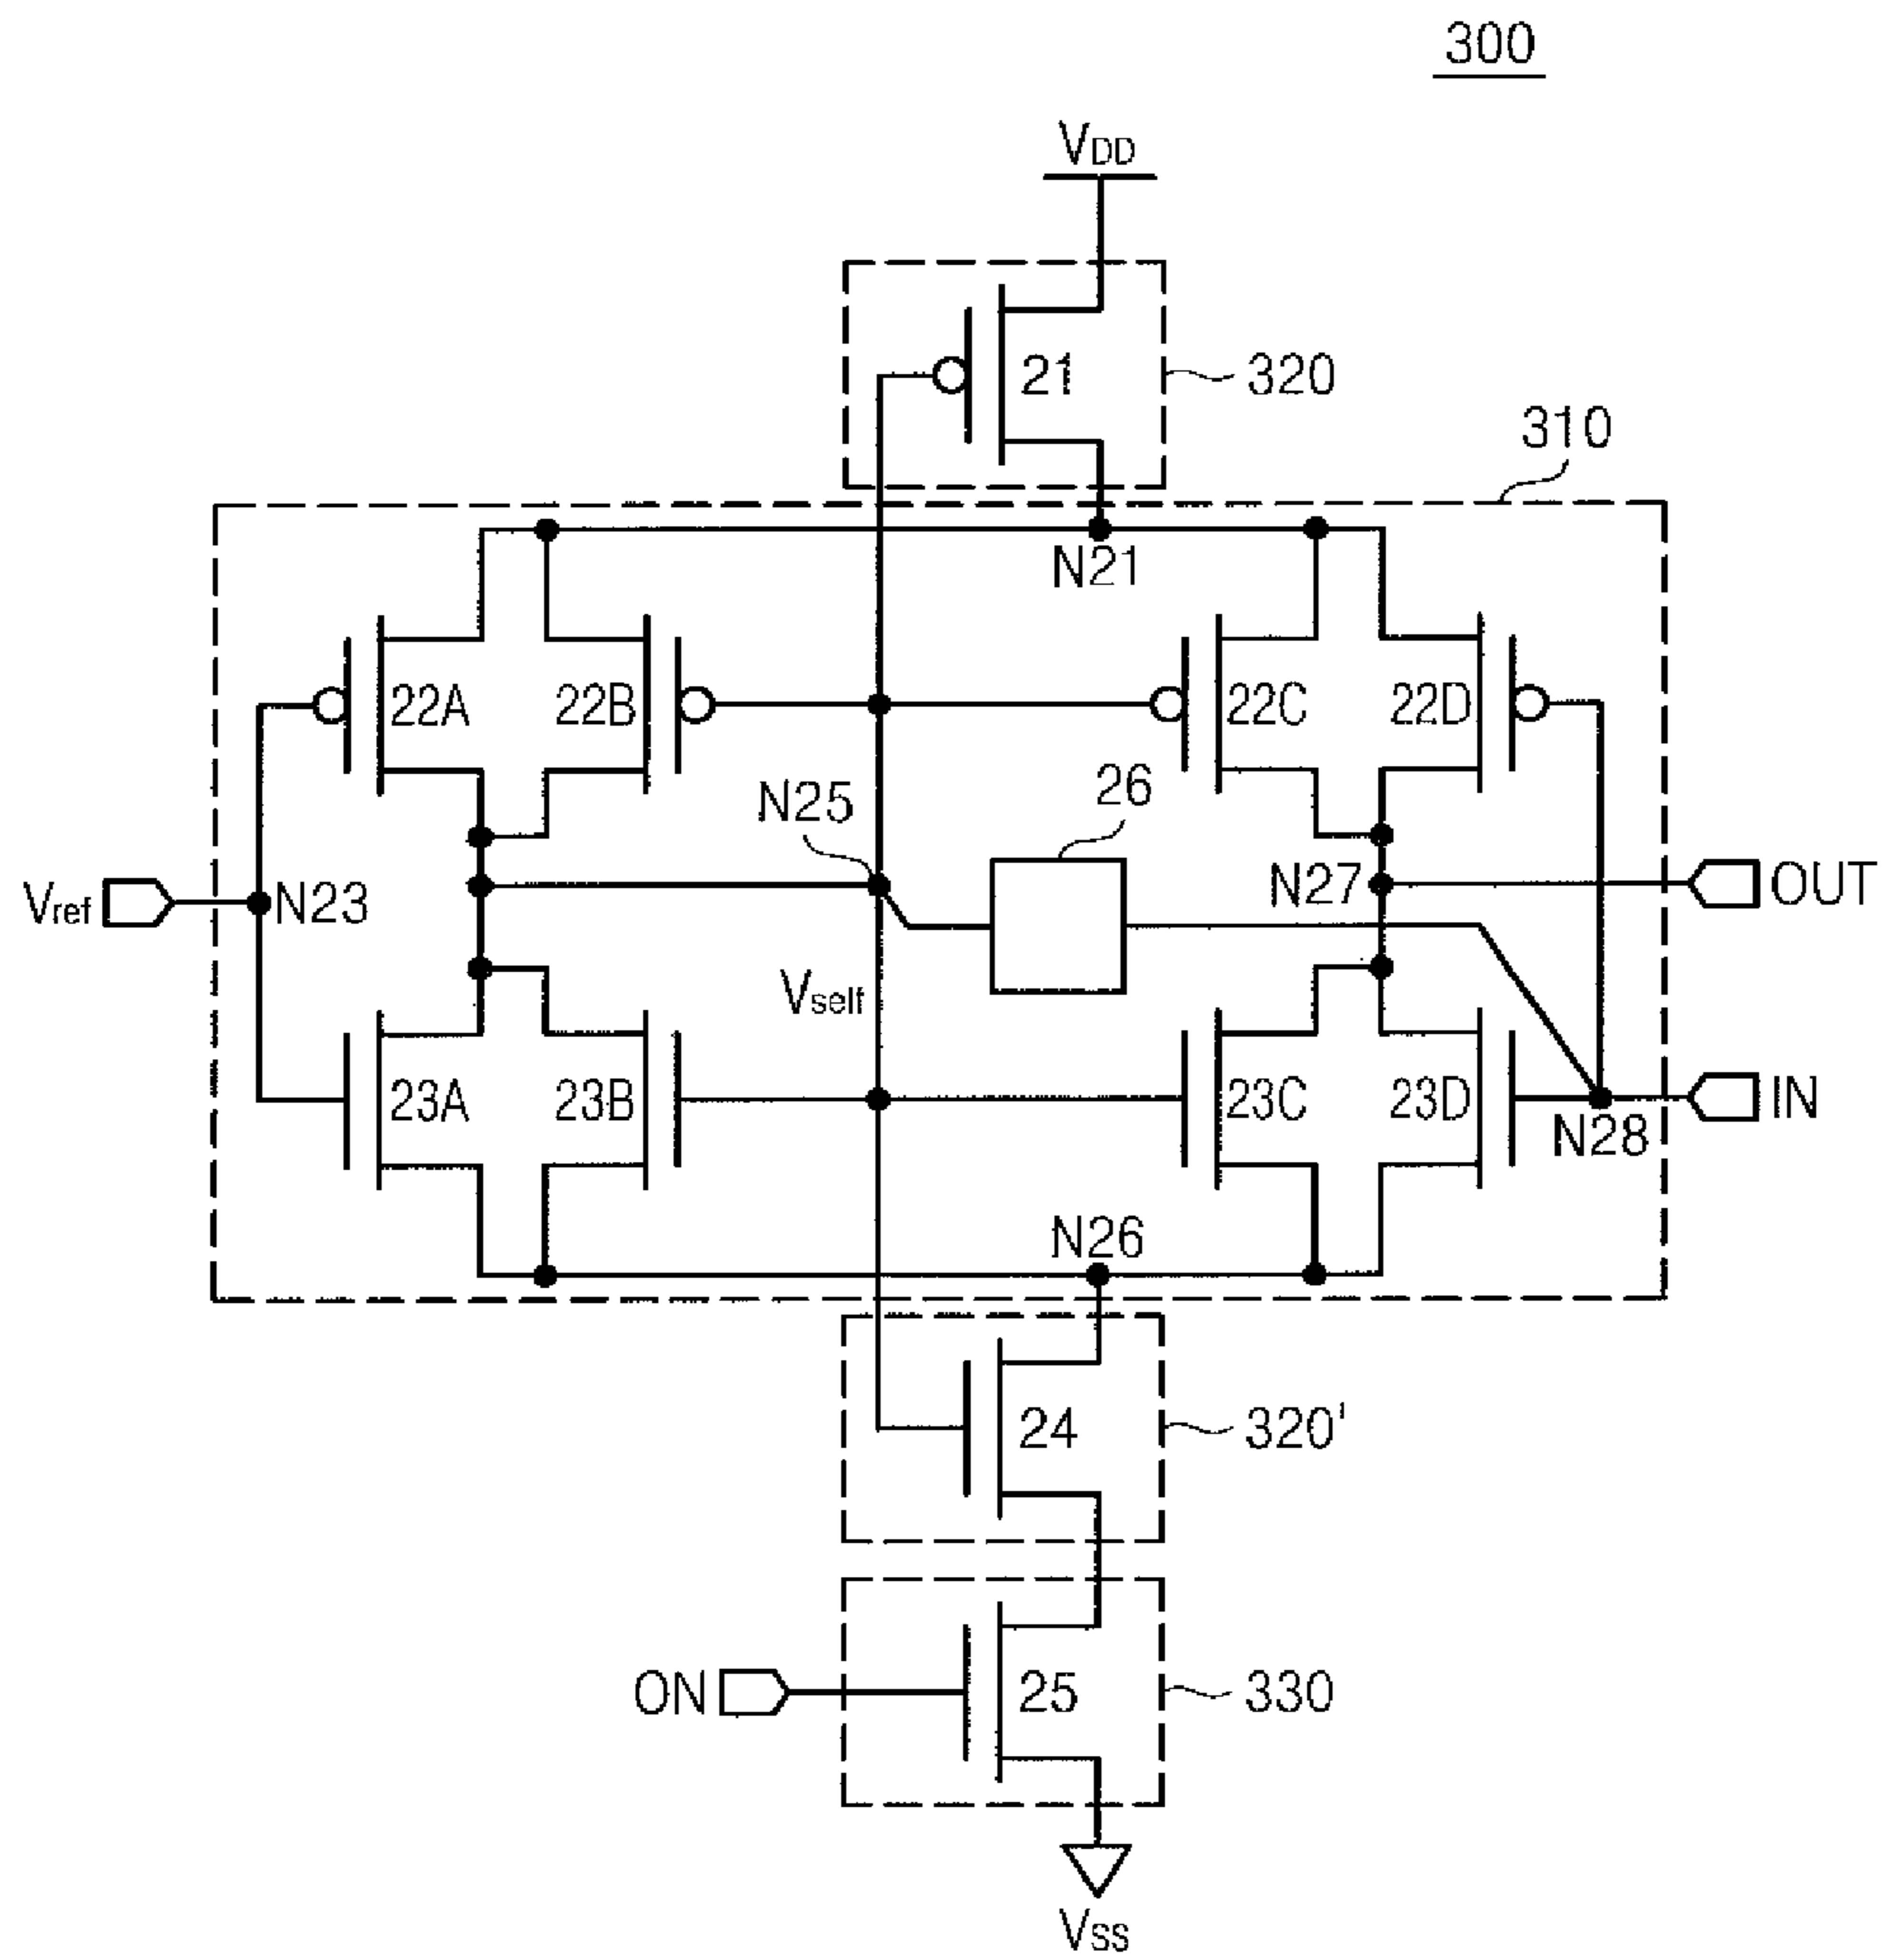 300
VDD
21
320
310
N21
22A
22B
22C
22D
N25
26
Vref
N23
N27
OUT
Vself
23A
23B
23C
23D
IN
N28
N26
24
320'
ON
25
330
VSS